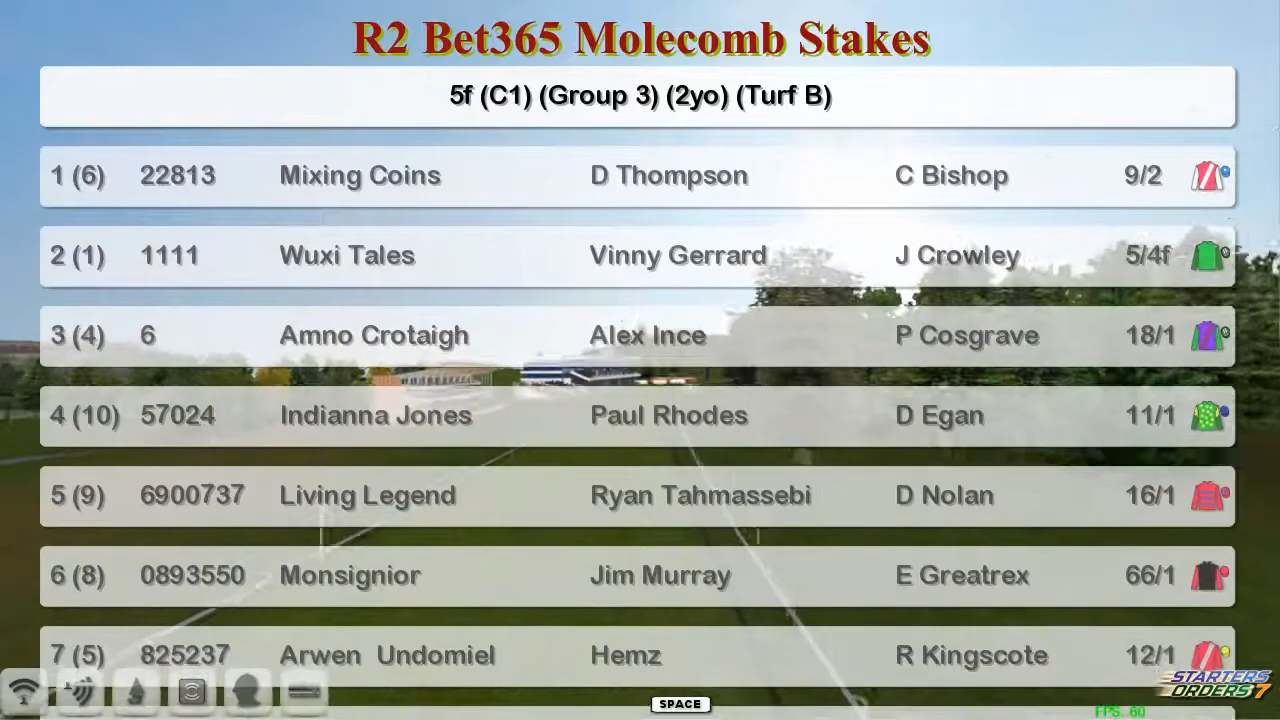 R2 Bet365 Molecomb Stakes
5f (C1) (Group 3) (2yo) (Turf B)
1 (6) 22813 Mixing Coins D Thompson C Bishop 9/2
2 (1) 1111 Wuxi Tales Vinny Gerrard J Crowley 5/4f
3 (4) 6 Amno Crotaigh Alex Ince P Cosgrave 18/1
4 (10) 57024 Indianna Jones Paul Rhodes D Egan 11/1
5 (9) 6900737 Living Legend Ryan Tahmassebi D Nolan 16/1
6 (8) 0893550 Monsignior Jim Murray E Greatrex 66/1
7 (5) 825237 Arwen Undomiel Hemz R Kingscote 12/1
STARTERS
ORDERS 7
SPACE
FPS: 60